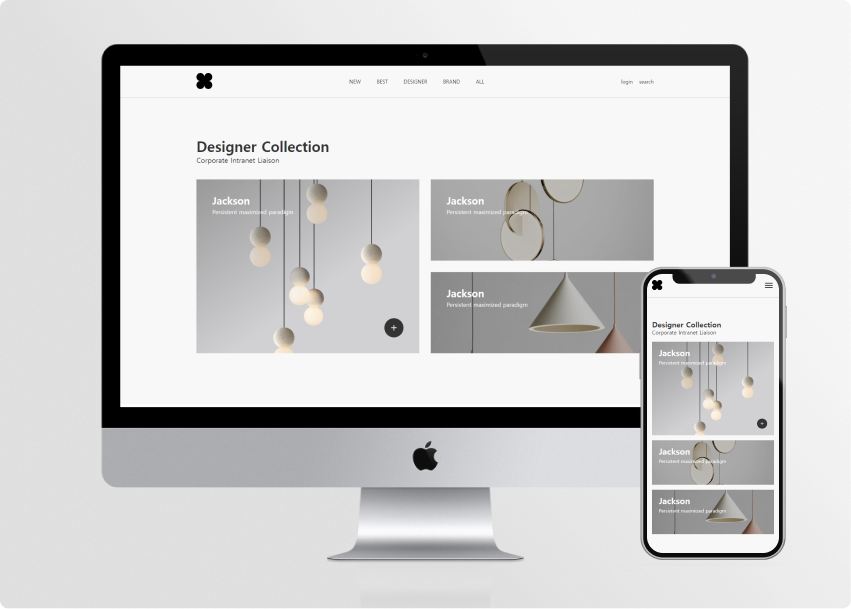 NEW BEST DESIGNER BRAND ALL login search
Designer Collection
Corporate Intranet Liaison
Jackson
Persistent maximized paradigm
Jackson
Persistent maximized paradigm
Jackson
Persistent maximized paradigm
Designer Collection
Corporate Intranet Liaison
Jackson
Persistent maximized paradigm
Jackson
Persistent maximized paradigm
Jackson
Persistent maximized paradigm